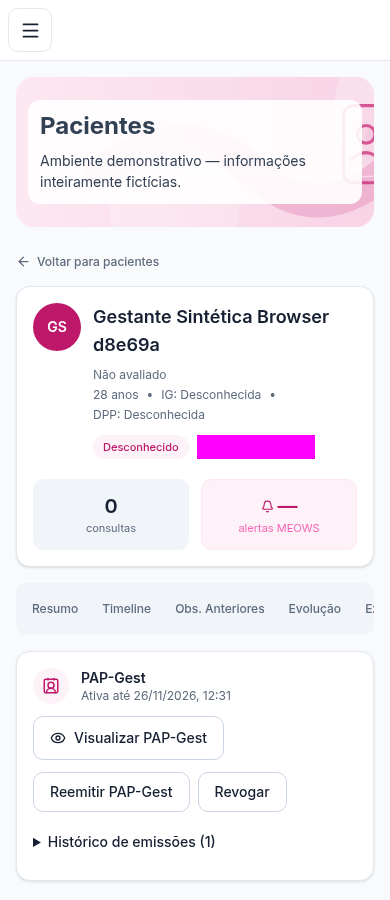 Pacientes
Ambiente demonstrativo — informações
inteiramente fictícias.
Voltar para pacientes
GS
Gestante Sintética Browser
d8e69a
Não avaliado
28 anos • IG: Desconhecida •
DPP: Desconhecida
Desconhecido
0
consultas
—
alertas MEOWS
Resumo Timeline Obs. Anteriores Evolução
PAP-Gest
Ativa até 26/11/2026, 12:31
Visualizar PAP-Gest
Reemitir PAP-Gest Revogar
Histórico de emissões (1)